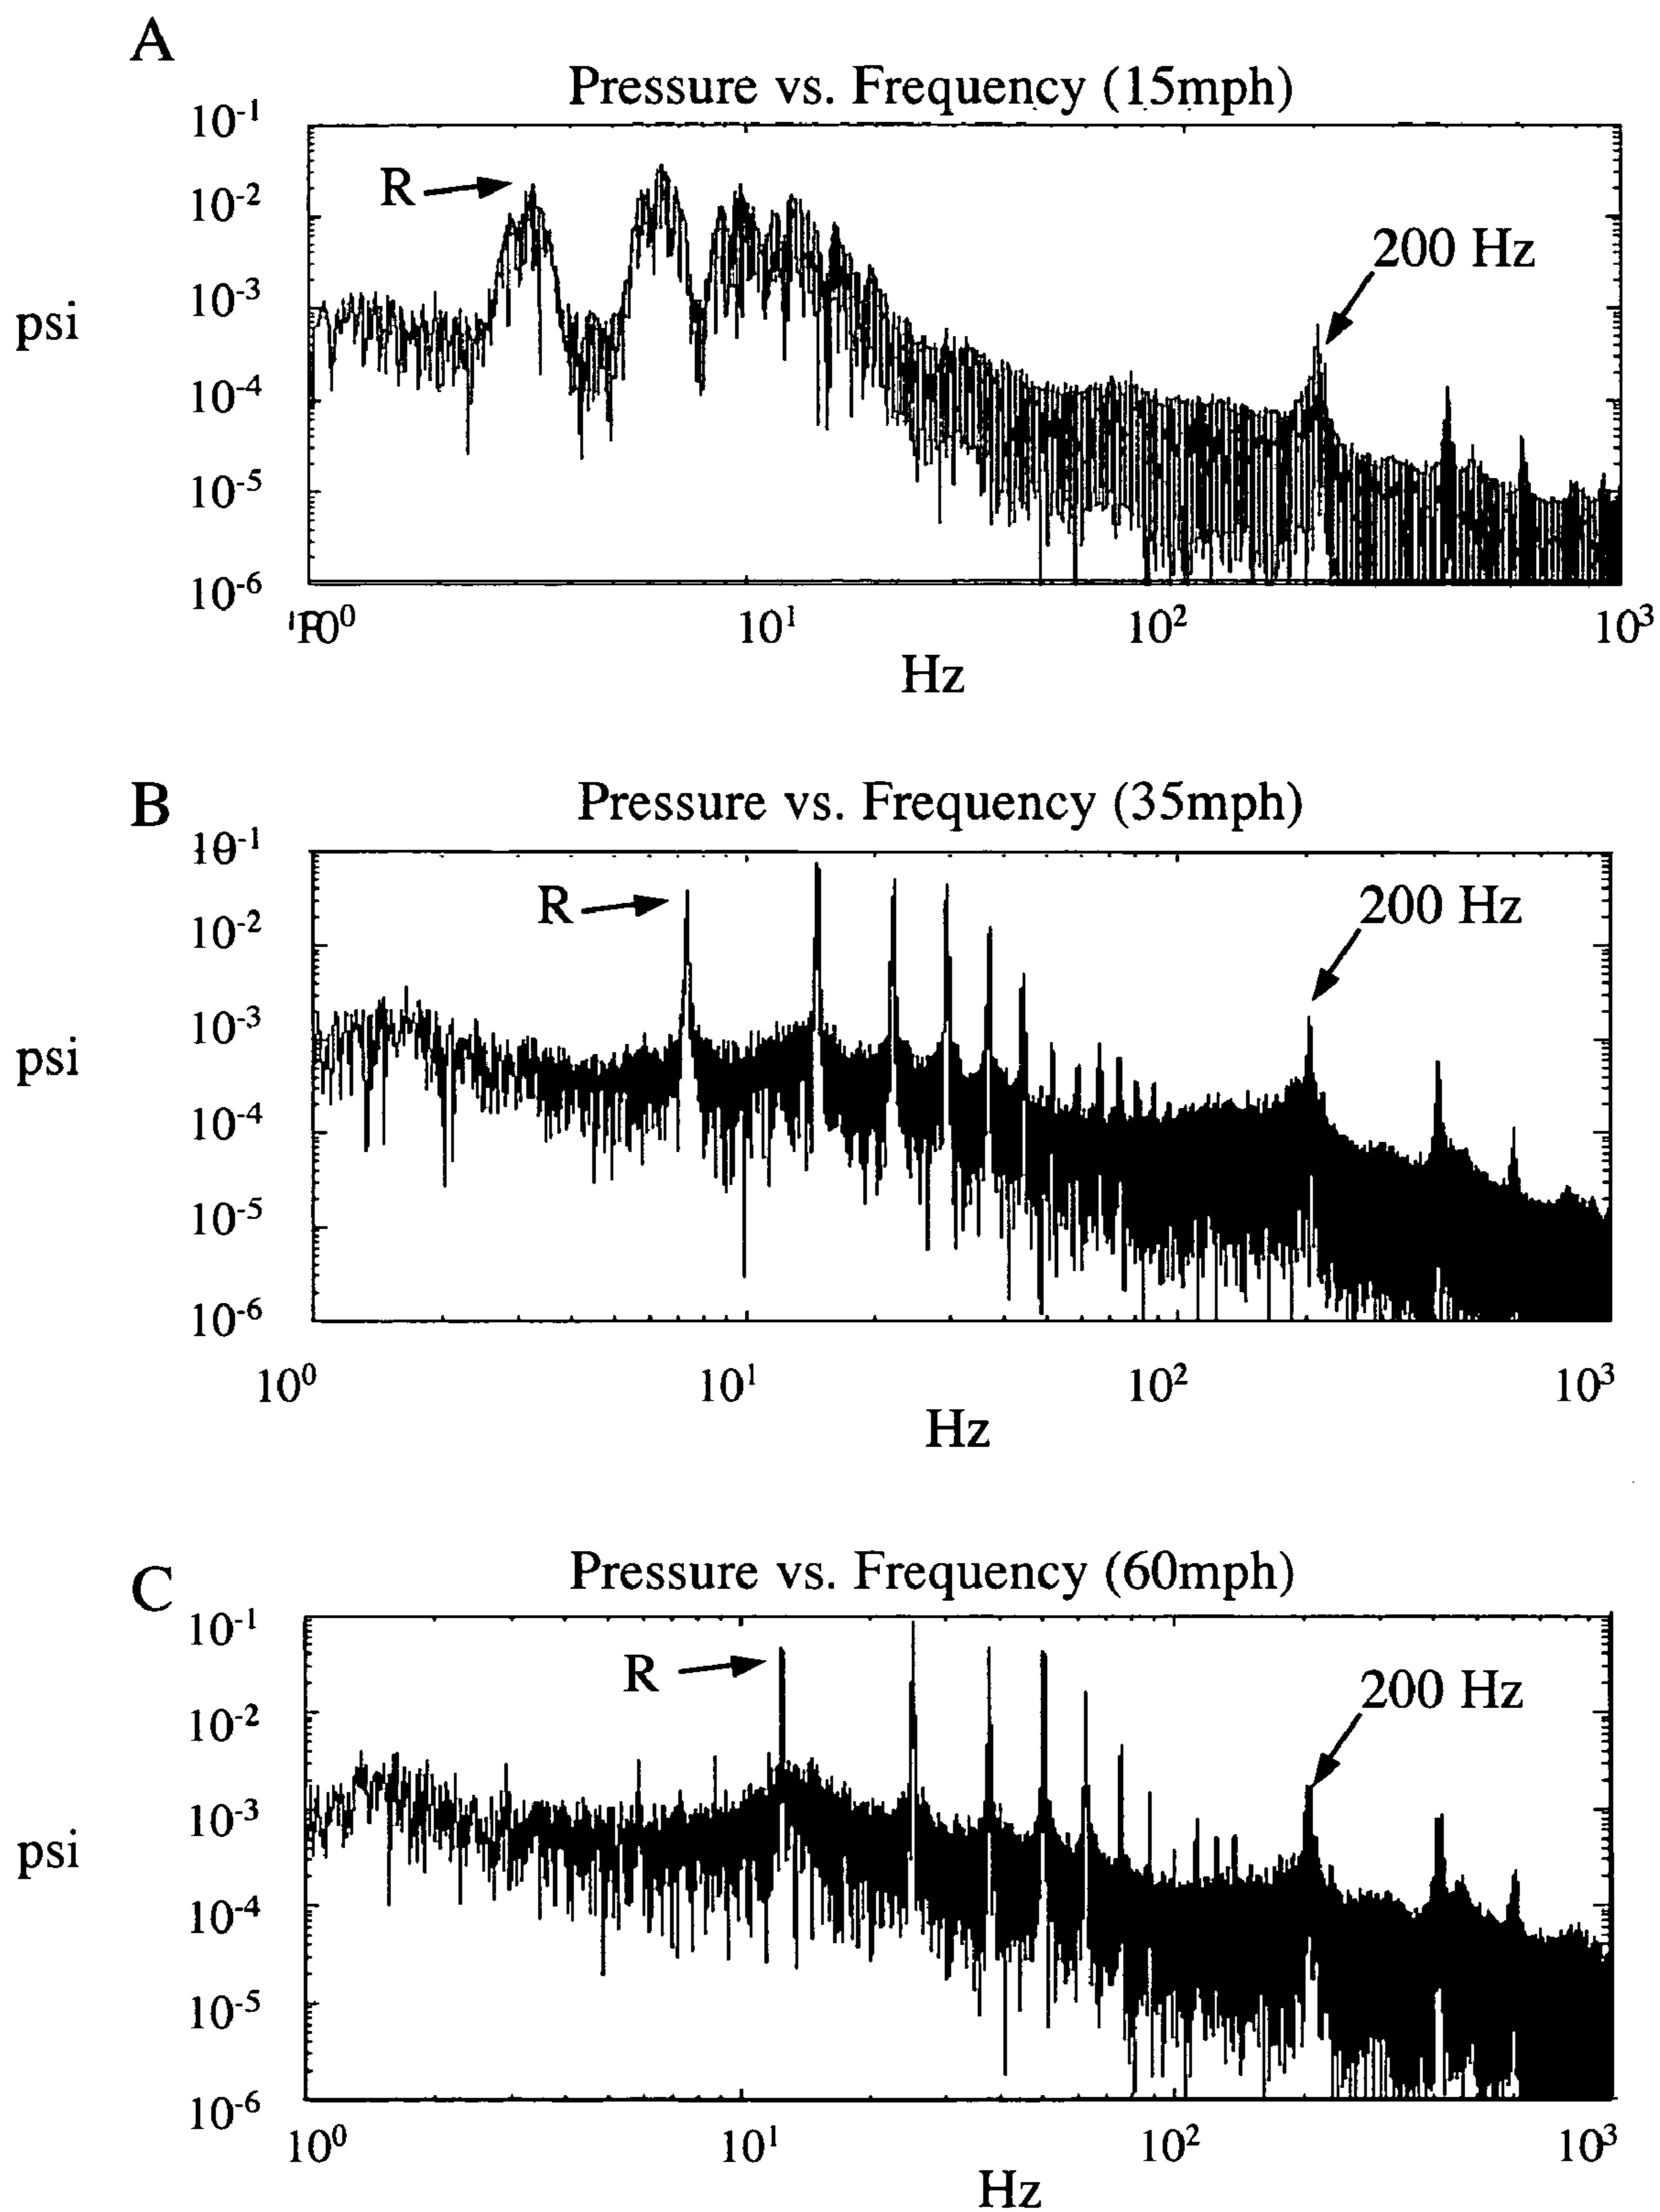 A
Pressure vs. Frequency (15mph)
10⁻¹
R
10⁻²
200 Hz
10⁻³
psi
10⁻⁴
10⁻⁵
10⁻⁶
10⁰ 10¹ 10² 10³
Hz
B
Pressure vs. Frequency (35mph)
10⁻¹
R
200 Hz
10⁻²
10⁻³
psi
10⁻⁴
10⁻⁵
10⁻⁶
10⁰ 10¹ 10² 10³
Hz
C
Pressure vs. Frequency (60mph)
10⁻¹
R
200 Hz
10⁻²
10⁻³
psi
10⁻⁴
10⁻⁵
10⁻⁶
10⁰ 10¹ 10² 10³
Hz